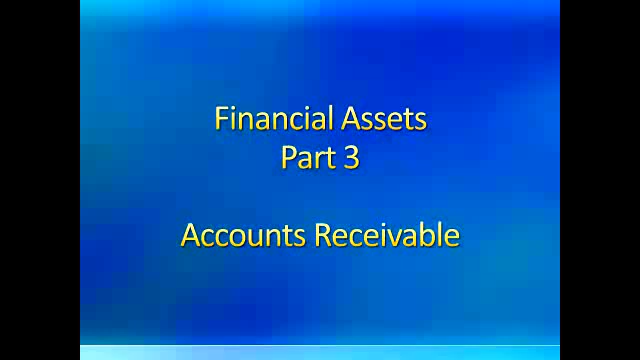 Financial Assets
Part 3
Accounts Receivable